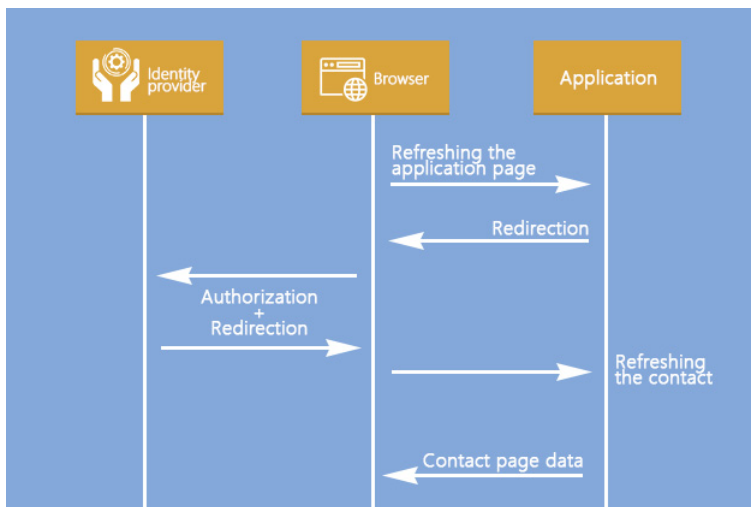 Identity
provider
Browser
Application
Refreshing the
application page
Redirection
Authorization
+
Redirection
Refreshing
the contact
Contact page data